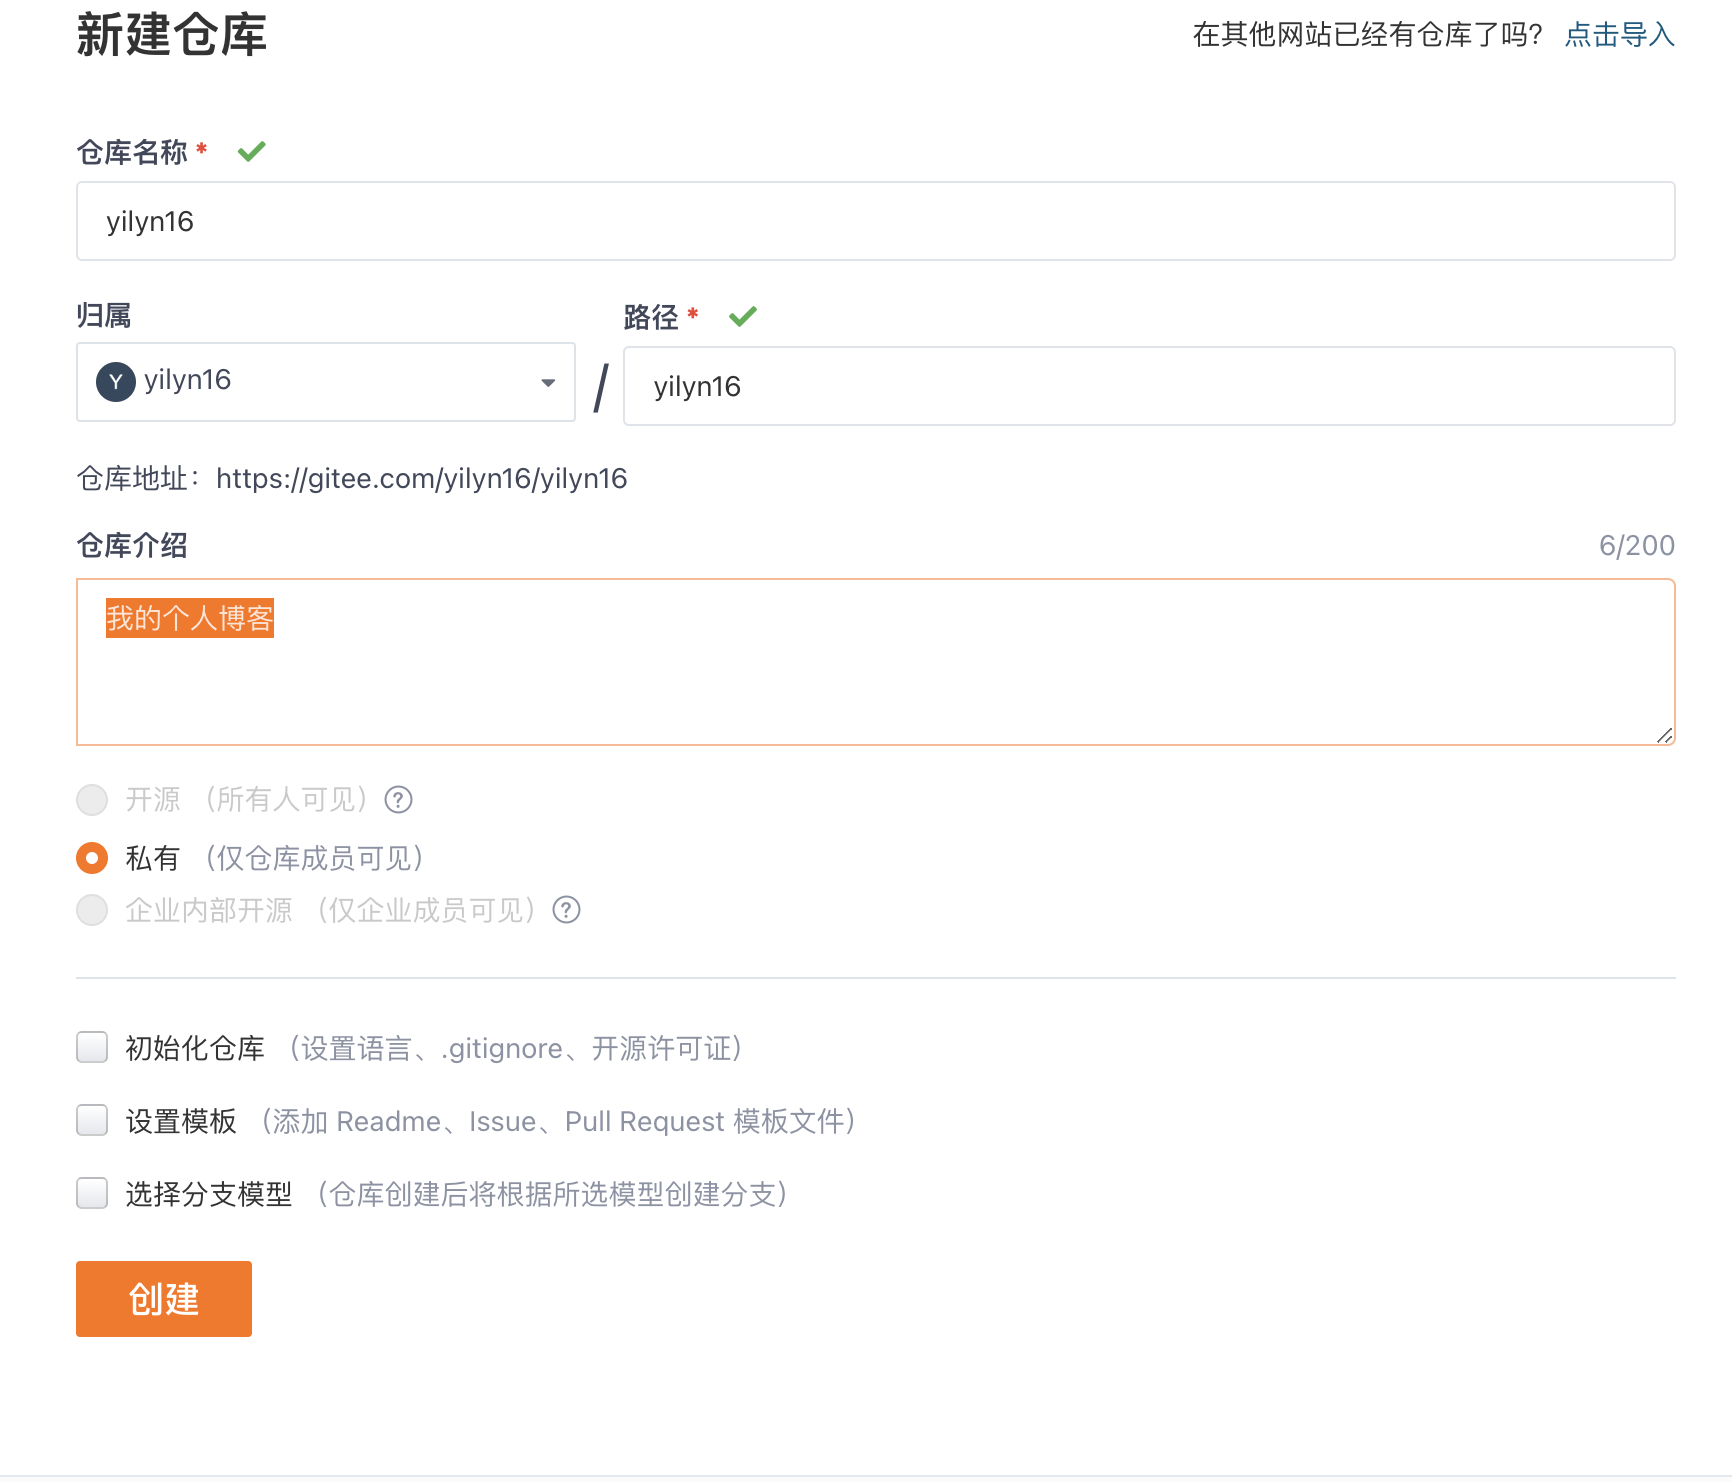 新建仓库
在其他网站已经有仓库了吗? 点击导入
仓库名称 *
yilyn16
归属
路径 *
Y yilyn16
/
yilyn16
仓库地址：https://gitee.com/yilyn16/yilyn16
仓库介绍
6/200
我的个人博客
开源 （所有人可见） ?
私有 （仅仓库成员可见）
企业内部开源 （仅企业成员可见） ?
初始化仓库 （设置语言、.gitignore、开源许可证）
设置模板 （添加 Readme、Issue、Pull Request 模板文件）
选择分支模型 （仓库创建后将根据所选模型创建分支）
创建